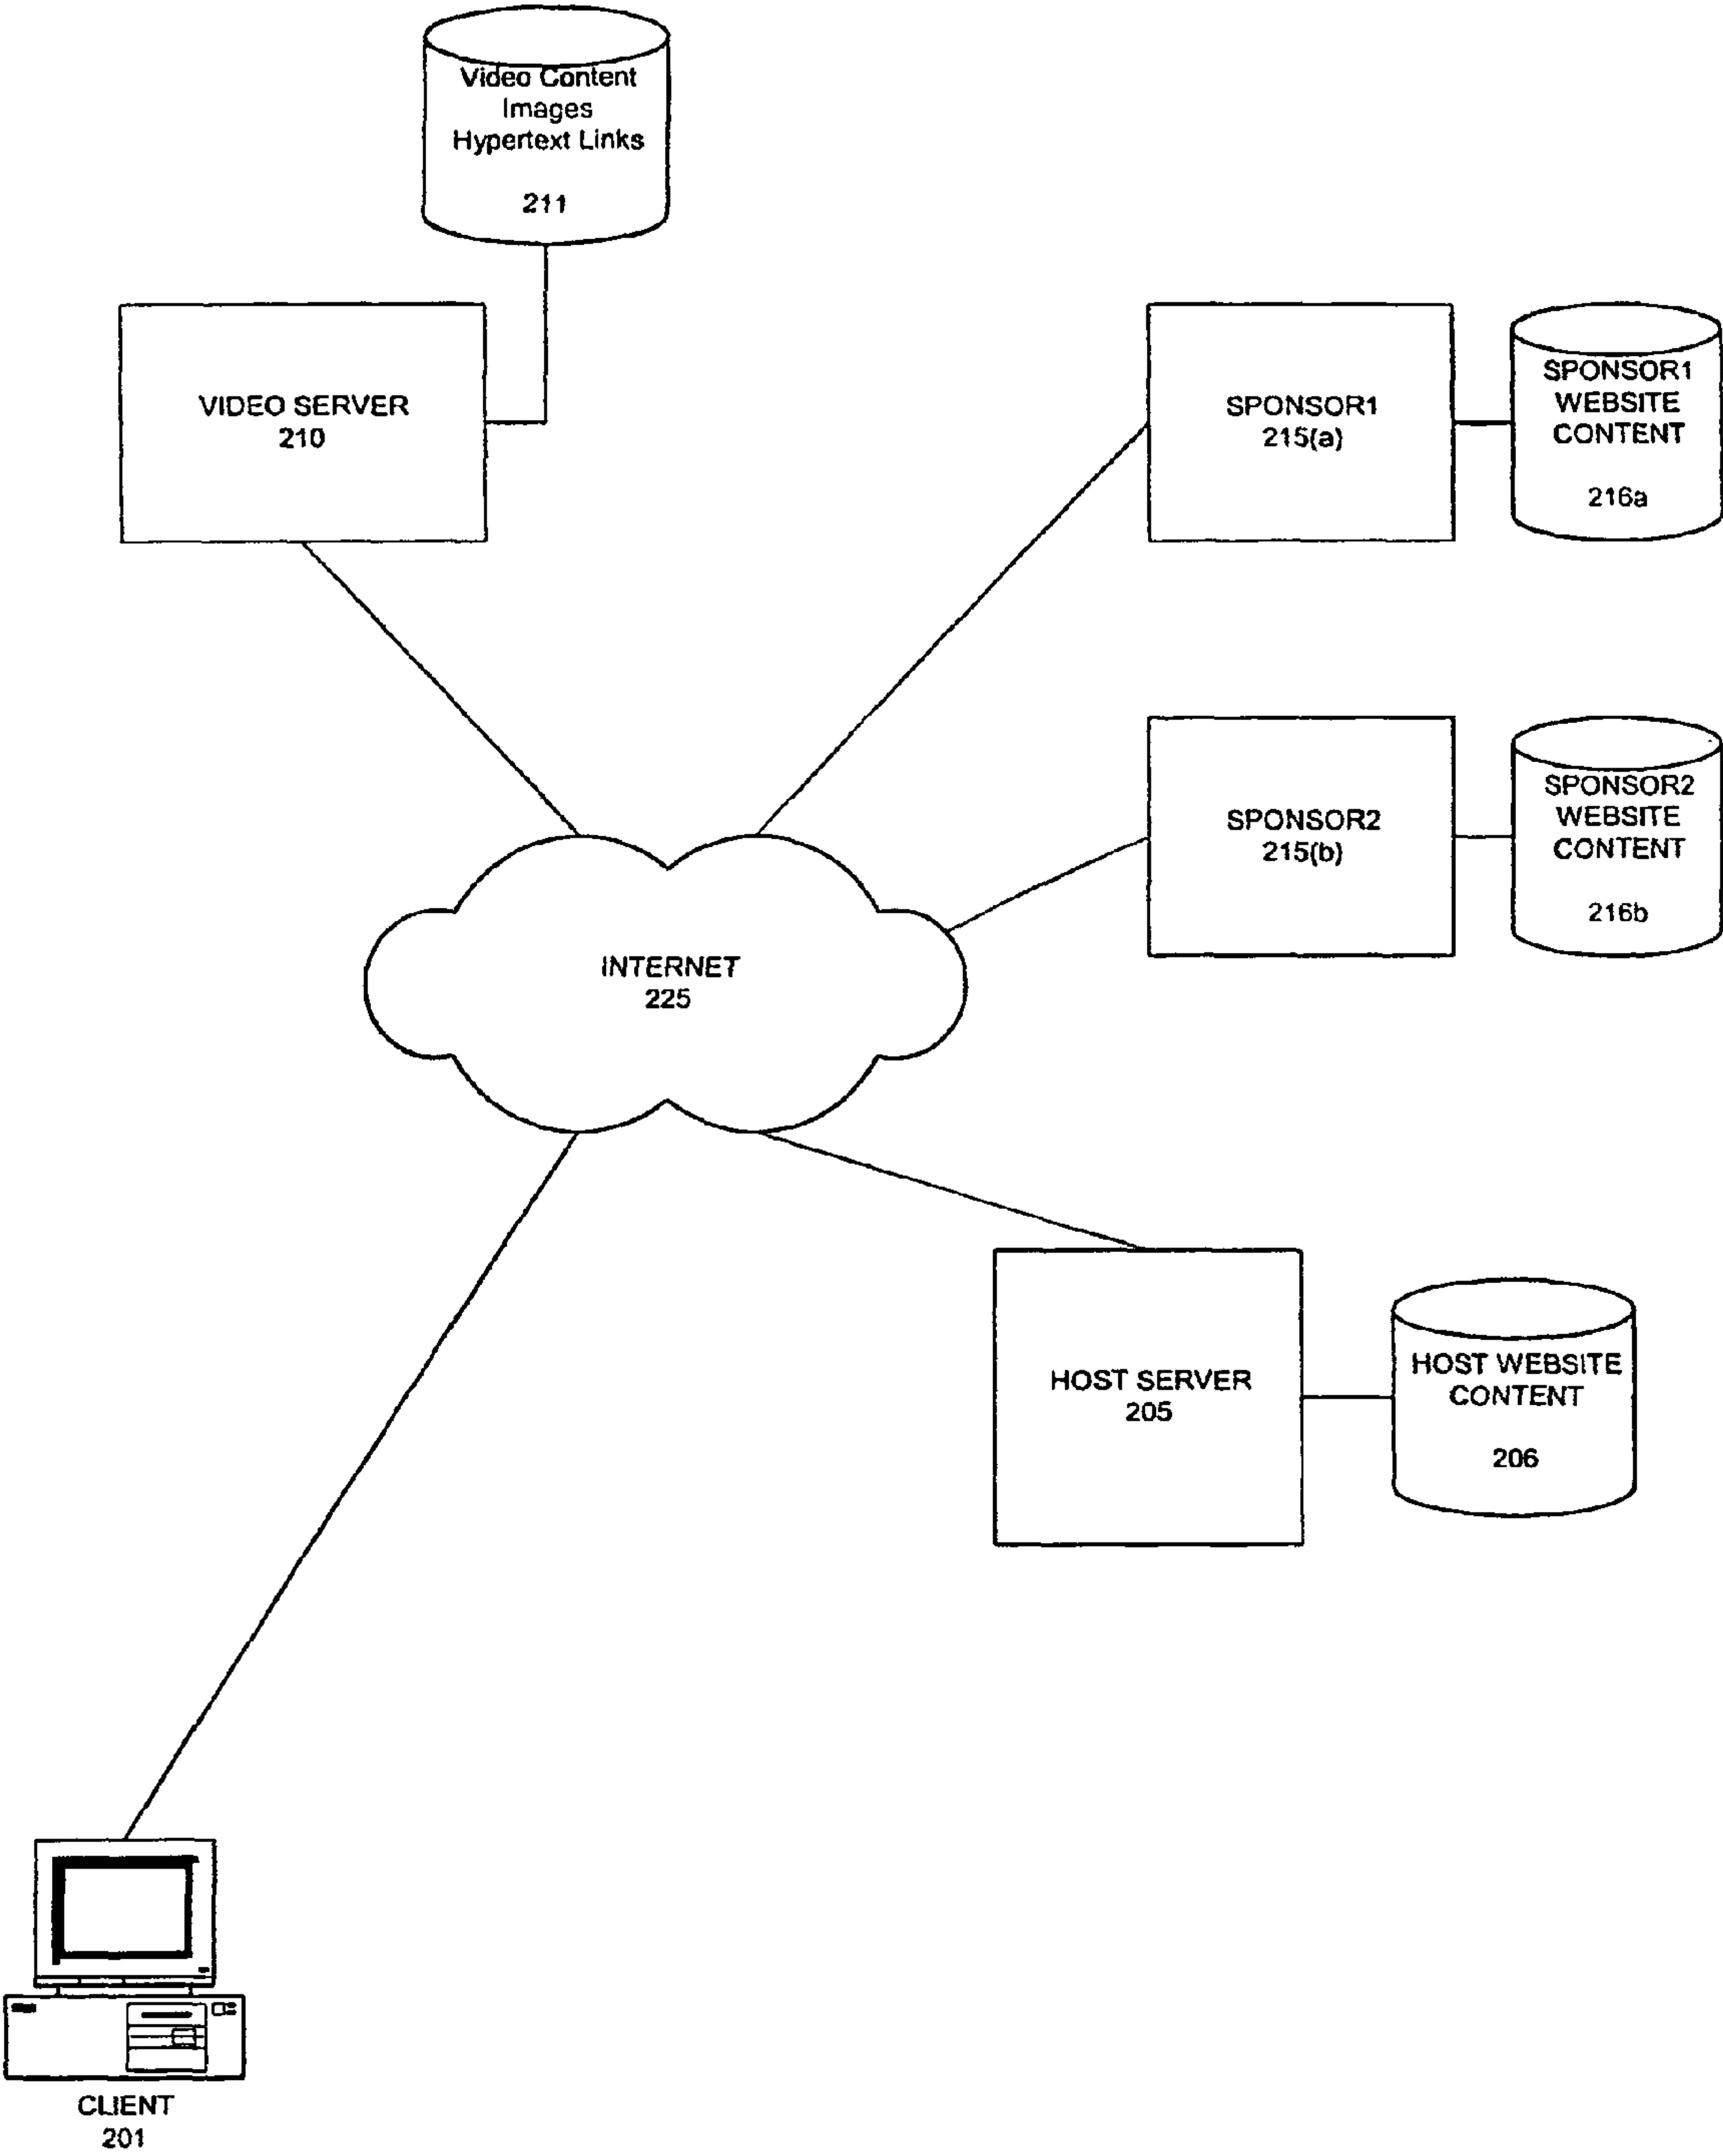 Video Content
Images
Hypertext Links
211
VIDEO SERVER
210
SPONSOR1
215(a)
SPONSOR1
WEBSITE
CONTENT
216a
SPONSOR2
215(b)
SPONSOR2
WEBSITE
CONTENT
216b
INTERNET
225
HOST SERVER
205
HOST WEBSITE
CONTENT
206
CLIENT
201